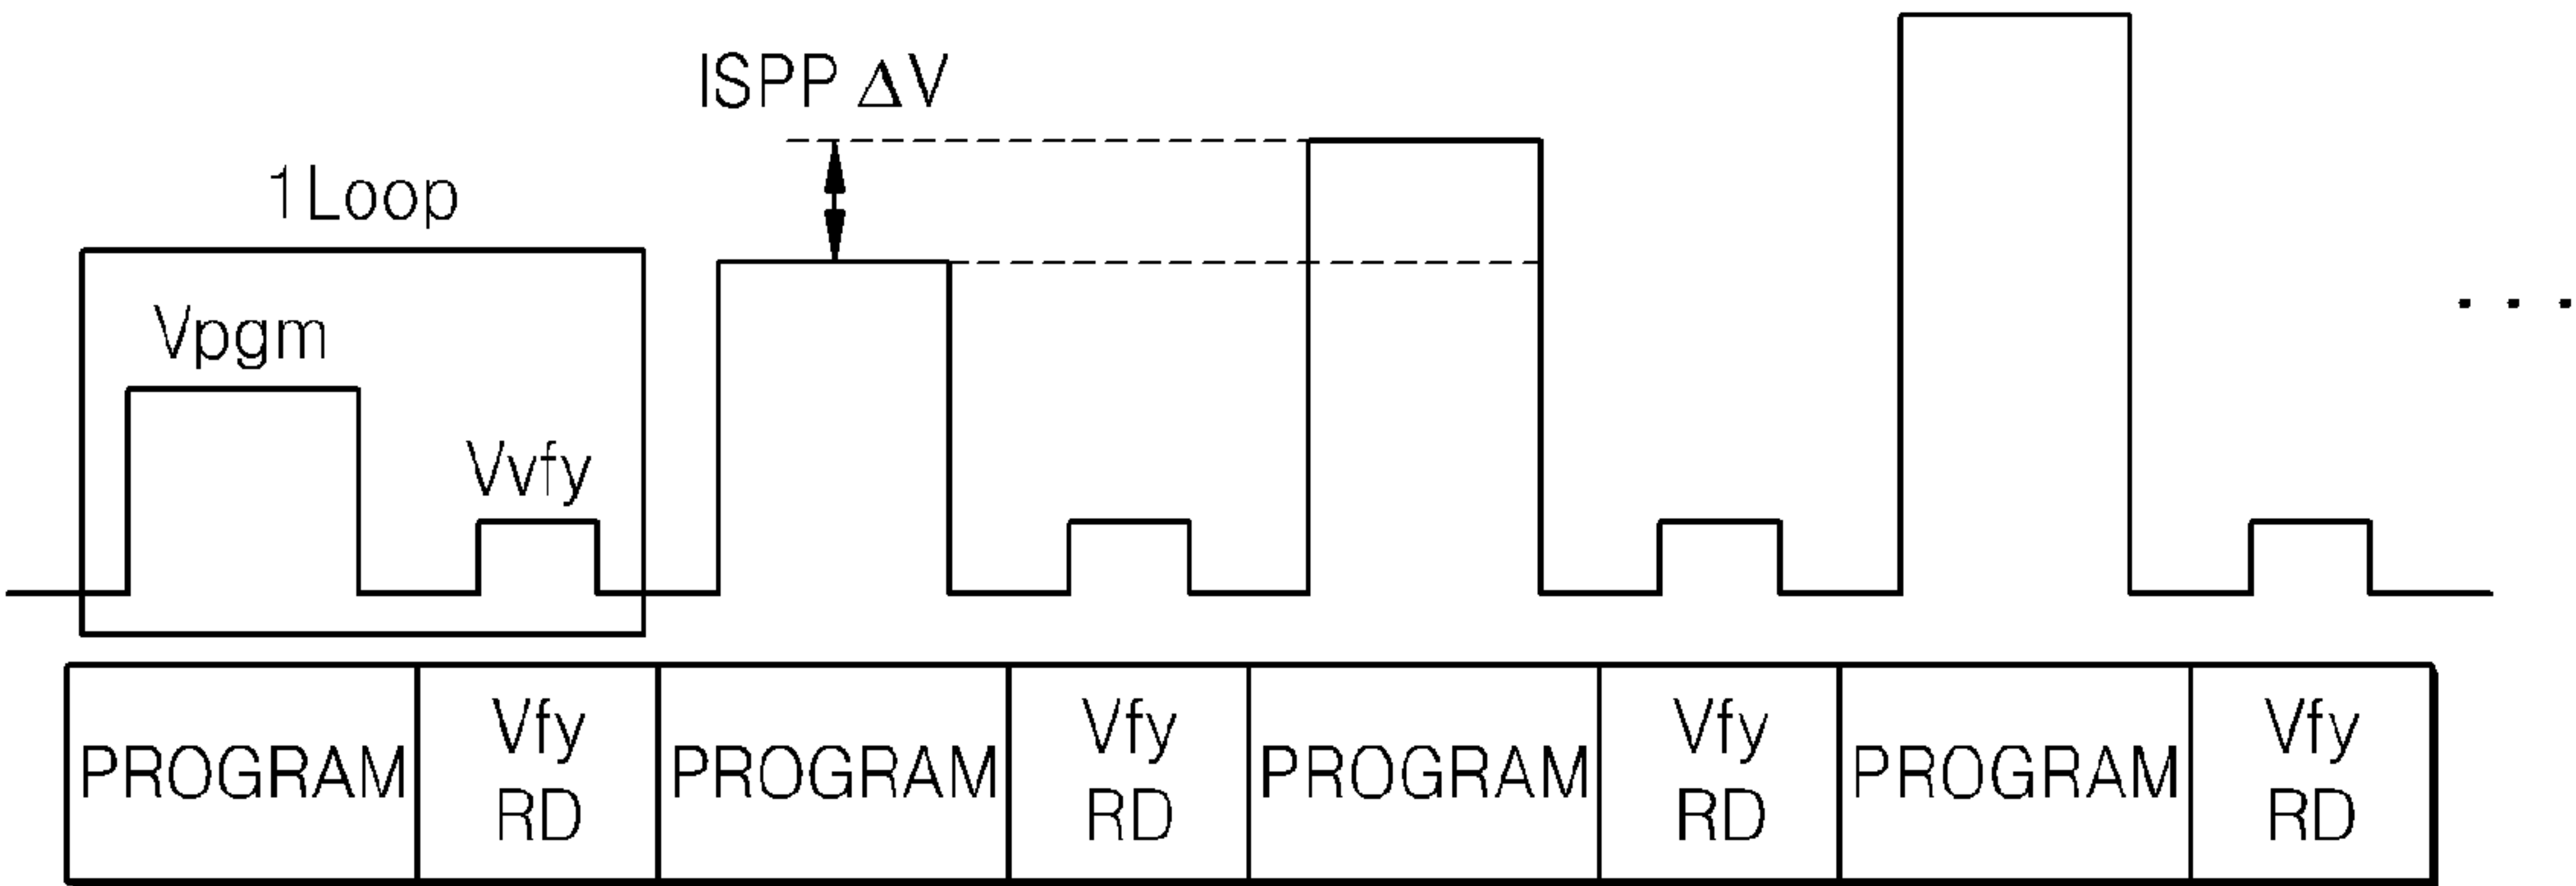 ISPP ΔV
1Loop
Vpgm
Vvfy
. . .
PROGRAM
Vfy
RD
PROGRAM
Vfy
RD
PROGRAM
Vfy
RD
PROGRAM
Vfy
RD